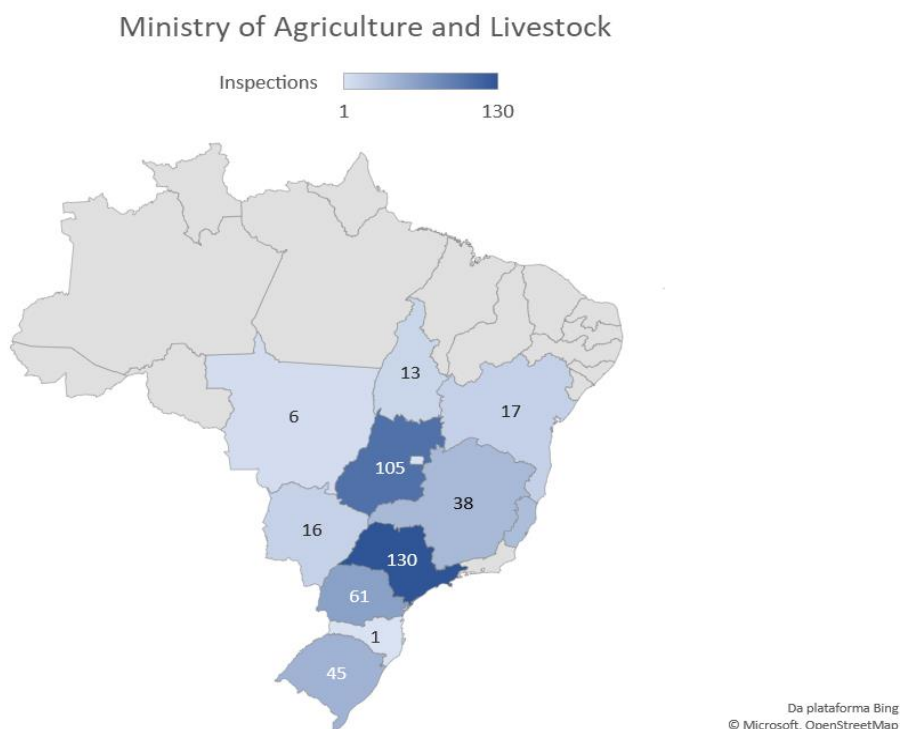 Ministry of Agriculture and Livestock
Inspections
1 130
13
6
17
105
38
16
130
61
1
45
Da plataforma Bing
© Microsoft, OpenStreetMap